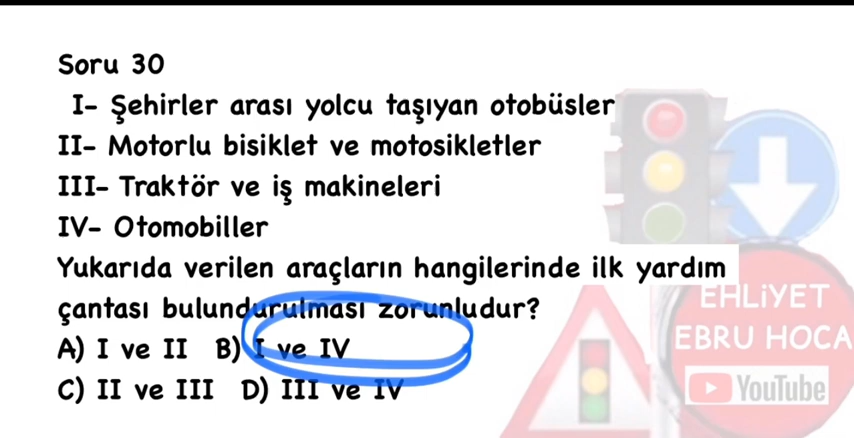 Soru 30
I- Şehirler arası yolcu taşıyan otobüsler
II- Motorlu bisiklet ve motosikletler
III- Traktör ve iş makineleri
IV- Otomobiller
Yukarıda verilen araçların hangilerinde ilk yardım
çantası bulundurulması zorunludur?
A) I ve II B) I ve IV
C) II ve III D) III ve IV
EHLİYET
EBRU HOCA
YouTube